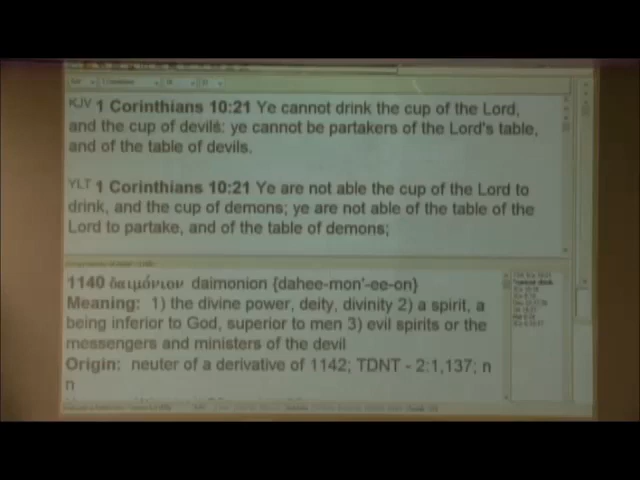 KJV 1 Corinthians 10:21 Ye cannot drink the cup of the Lord,
and the cup of devils: ye cannot be partakers of the Lord's table,
and of the table of devils.
YLT 1 Corinthians 10:21 Ye are not able the cup of the Lord to
drink, and the cup of demons; ye are not able of the table of the
Lord to partake, and of the table of demons;
1140 δαιμόνιον daimonion {dahee-mon'-ee-on}
Meaning: 1) the divine power, deity, divinity 2) a spirit, a
being inferior to God, superior to men 3) evil spirits or the
messengers and ministers of the devil
Origin: neuter of a derivative of 1142; TDNT - 2:1,137; n
n